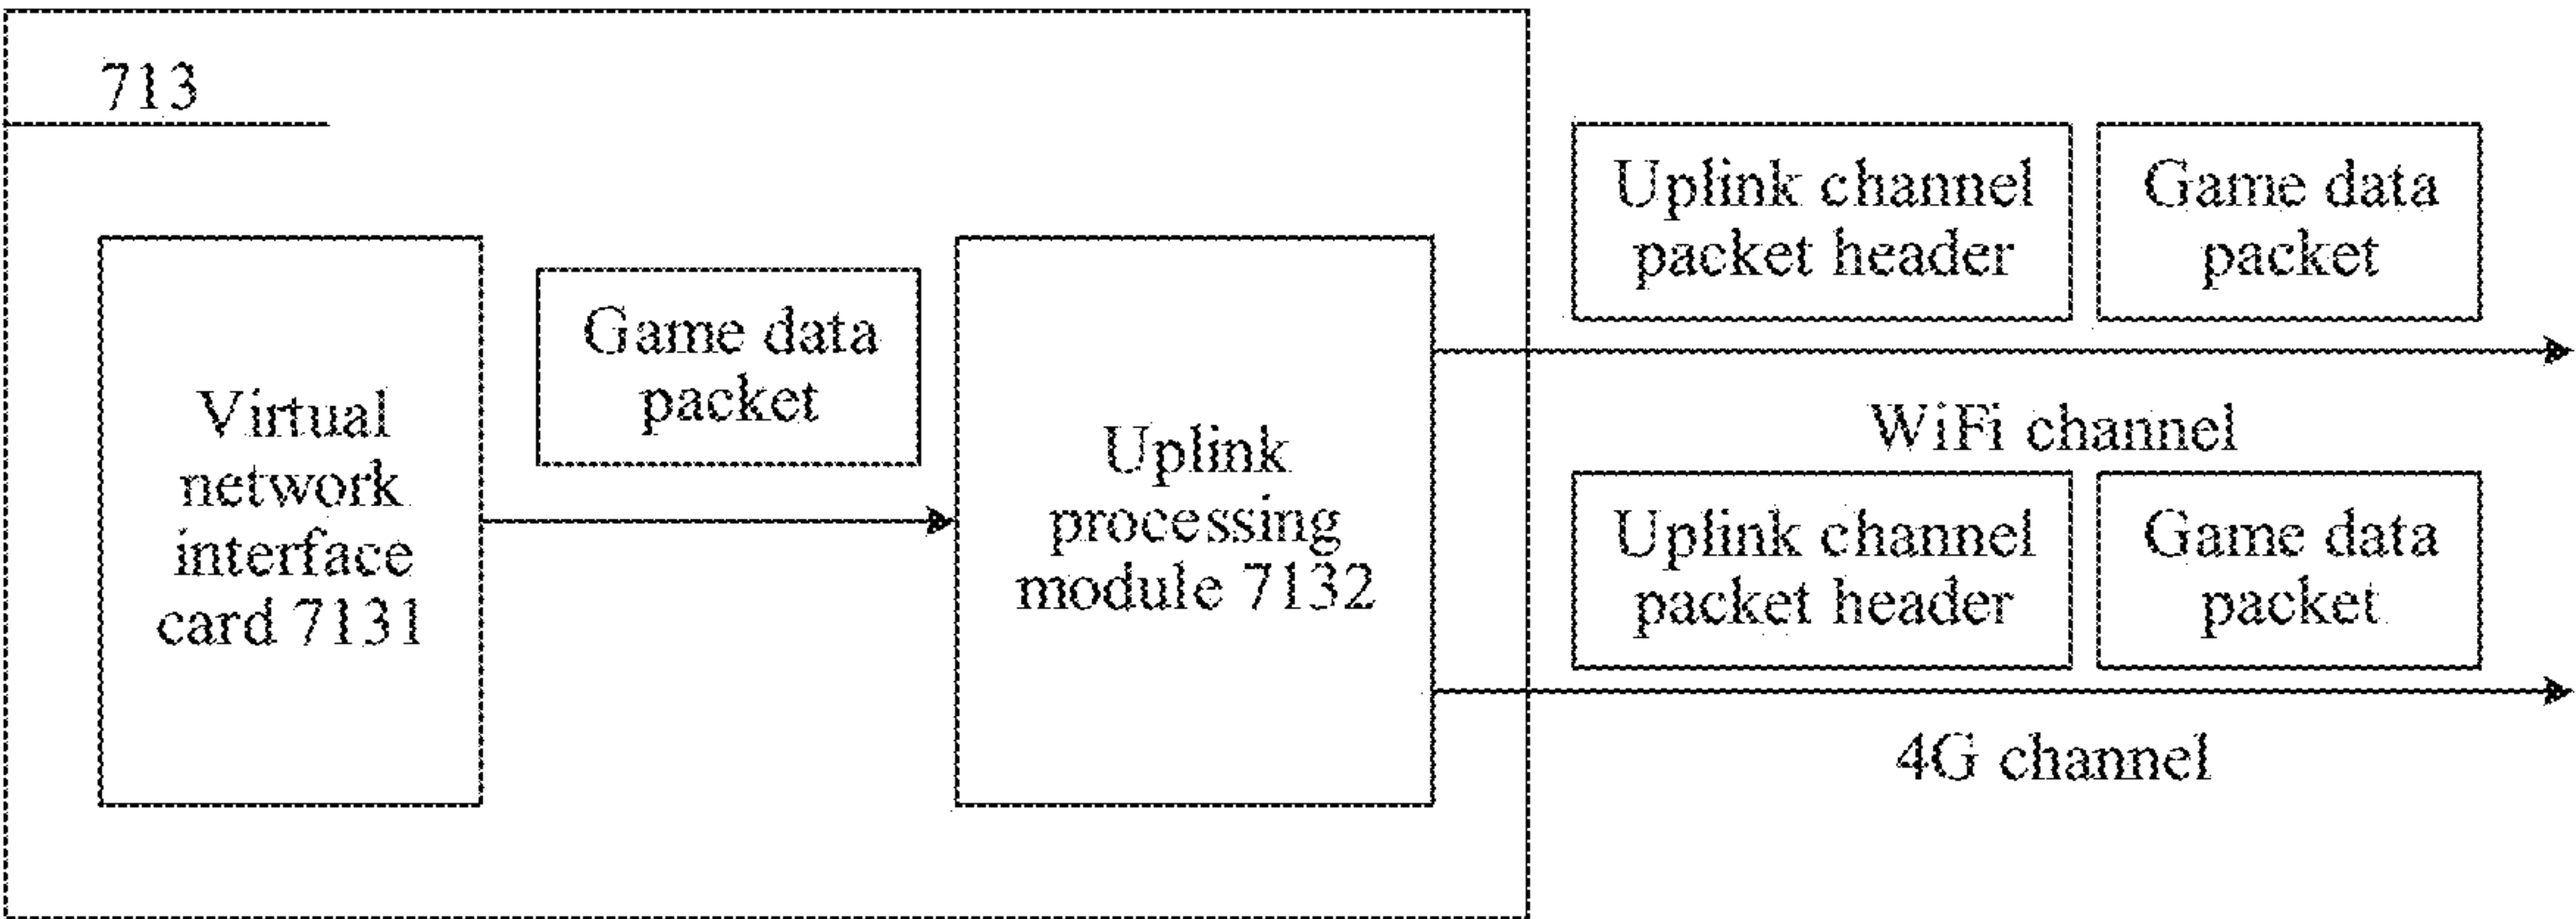 713
Virtual
network
interface
card 7131
Game data
packet
Uplink
processing
module 7132
Uplink channel
packet header
Game data
packet
WiFi channel
Uplink channel
packet header
Game data
packet
4G channel